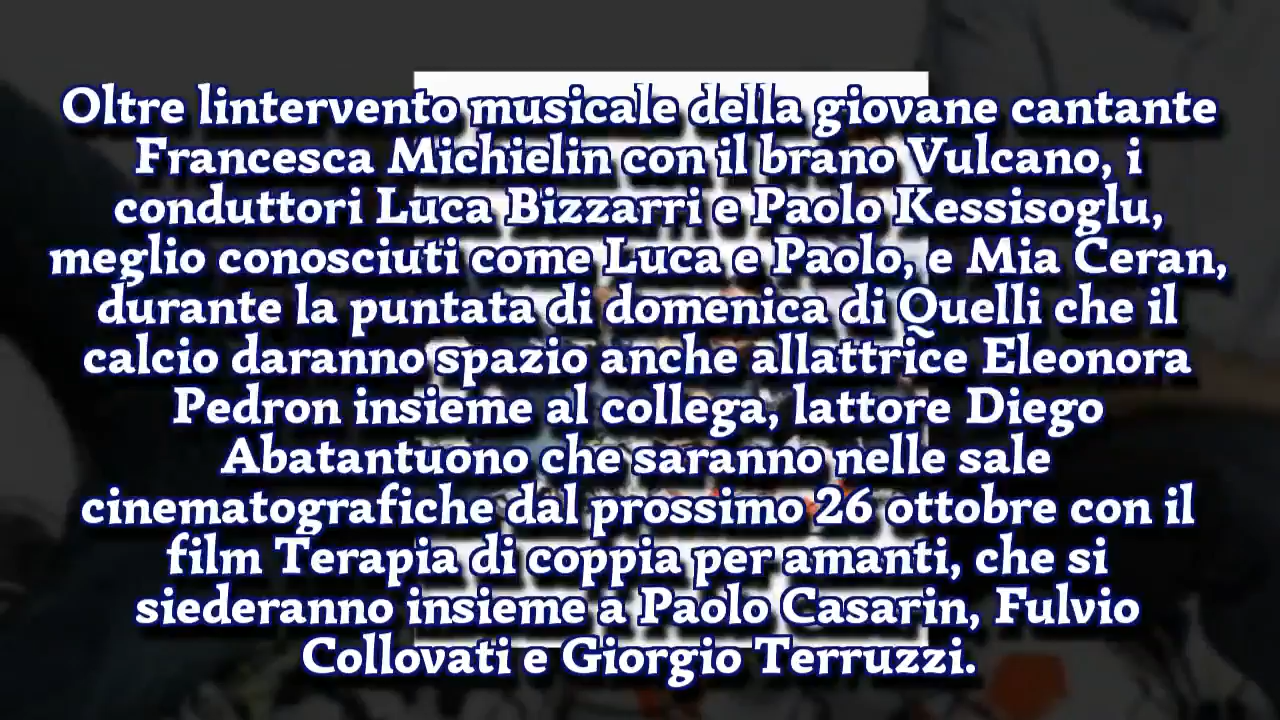 Oltre lintervento musicale della giovane cantante
Francesca Michielin con il brano Vulcano, i
conduttori Luca Bizzarri e Paolo Kessisoglu,
meglio conosciuti come Luca e Paolo, e Mia Ceran,
durante la puntata di domenica di Quelli che il
calcio daranno spazio anche allattrice Eleonora
Pedron insieme al collega, lattore Diego
Abatantuono che saranno nelle sale
cinematografiche dal prossimo 26 ottobre con il
film Terapia di coppia per amanti, che si
siederanno insieme a Paolo Casarin, Fulvio
Collovati e Giorgio Terruzzi.